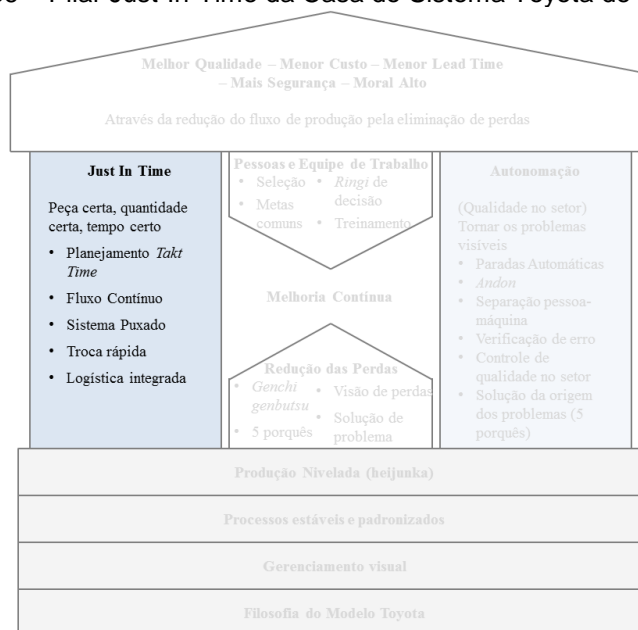 Pilar Just In Time da Casa do Sistema Toyota de
Melhor Qualidade – Menor Custo – Menor Lead Time
– Mais Segurança – Moral Alto
Através da redução do fluxo de produção pela eliminação de perdas
Just In Time
Peça certa, quantidade
certa, tempo certo
• Planejamento Takt
Time
• Fluxo Contínuo
• Sistema Puxado
• Troca rápida
• Logística integrada
Pessoas e Equipe de Trabalho
• Seleção
• Metas
comuns
• Ringi de
decisão
• Treinamento
Melhoria Contínua
Redução das Perdas
• Genchi
genbutsu
• 5 porquês
• Visão de perdas
• Solução de
problema
Autonomação
(Qualidade no setor)
Tornar os problemas
visíveis
• Paradas Automáticas
• Andon
• Separação pessoa-
máquina
• Verificação de erro
• Controle de
qualidade no setor
• Solução da origem
dos problemas (5
porquês)
Produção Nivelada (heijunka)
Processos estáveis e padronizados
Gerenciamento visual
Filosofia do Modelo Toyota